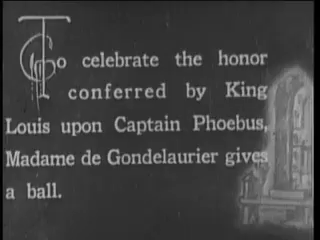 To celebrate the honor
conferred by King
Louis upon Captain Phoebus,
Madame de Gondelaurier gives
a ball.